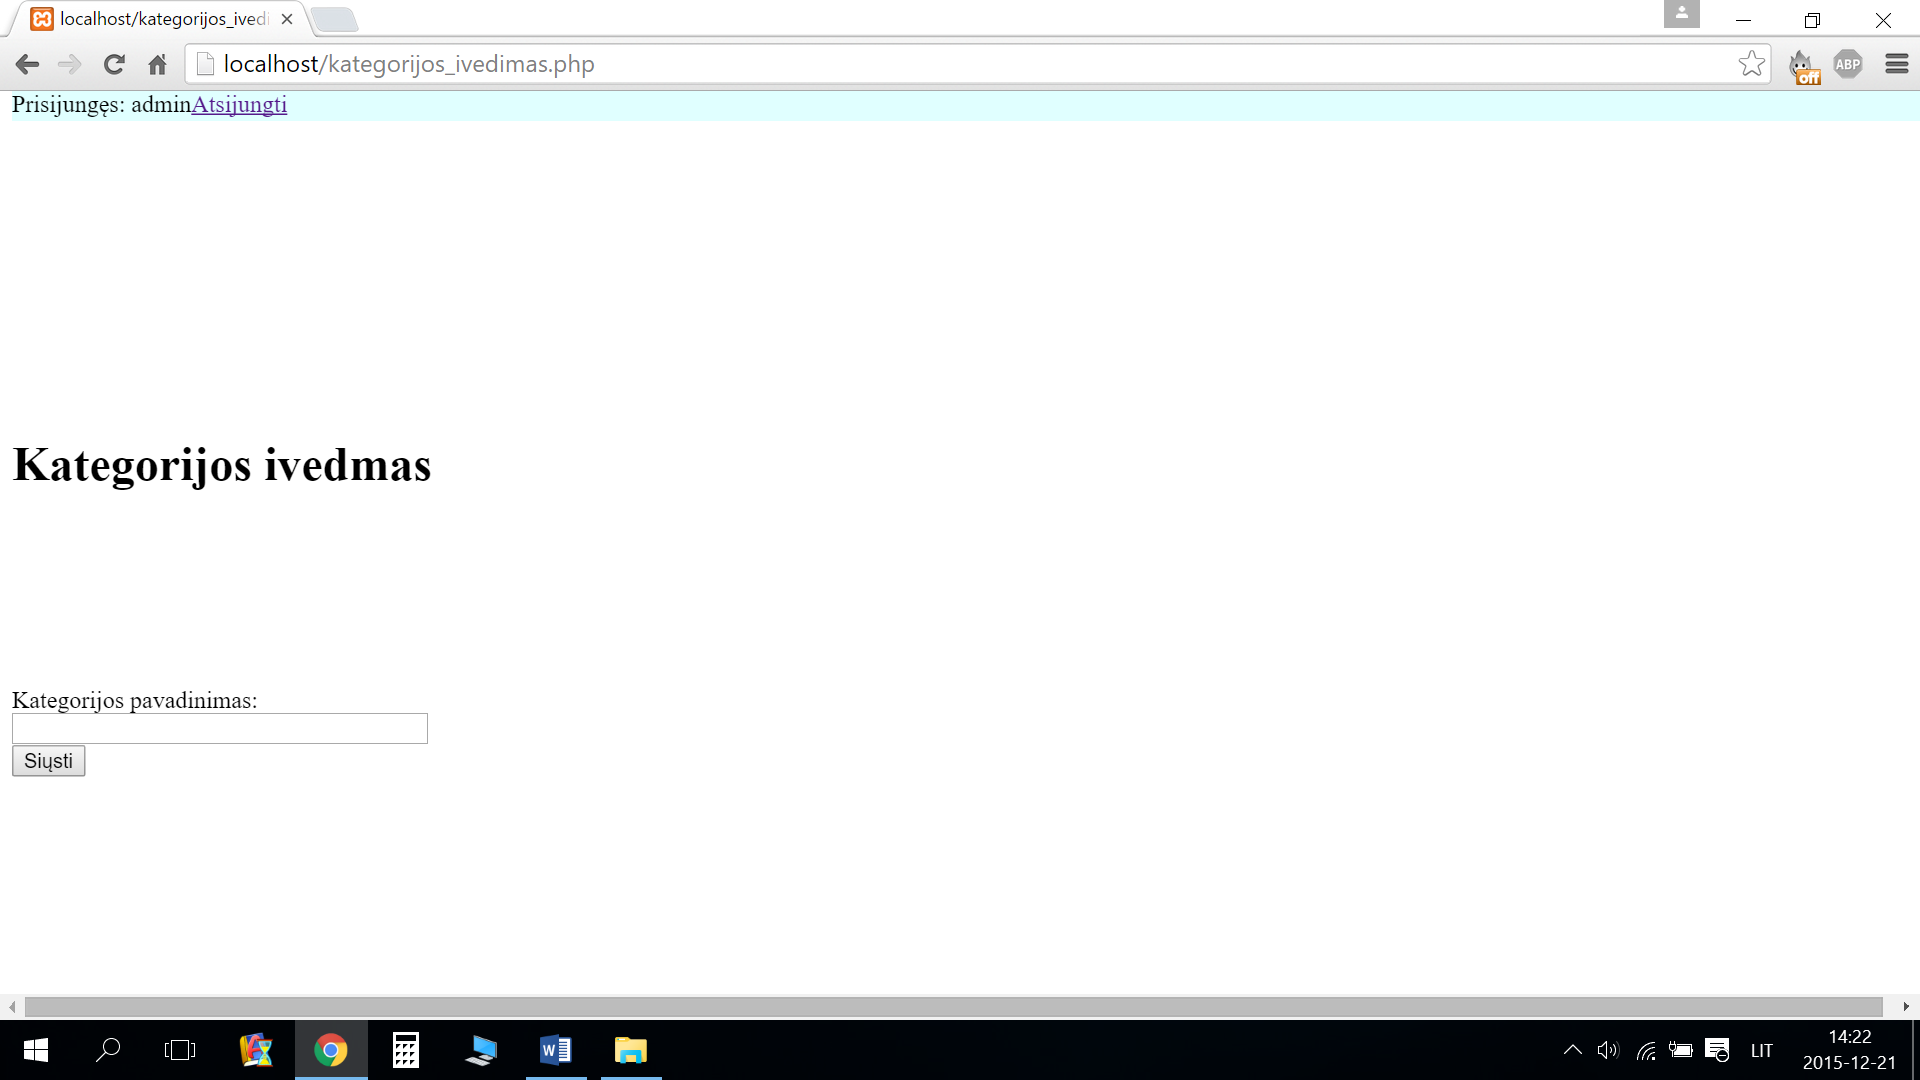 localhost/kategorijos_ivedi
localhost/kategorijos_ivedimas.php
off
ABP
Prisijungęs: adminAtsijungti
Kategorijos ivedmas
Kategorijos pavadinimas:
Siųsti
W
LIT
14:22
2015-12-21